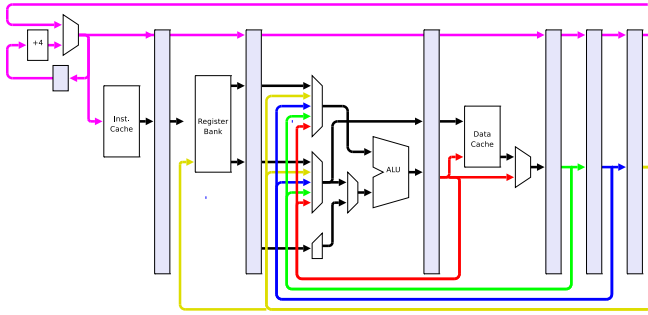 +4
Inst.
Cache
Register
Bank
ALU
Data
Cache